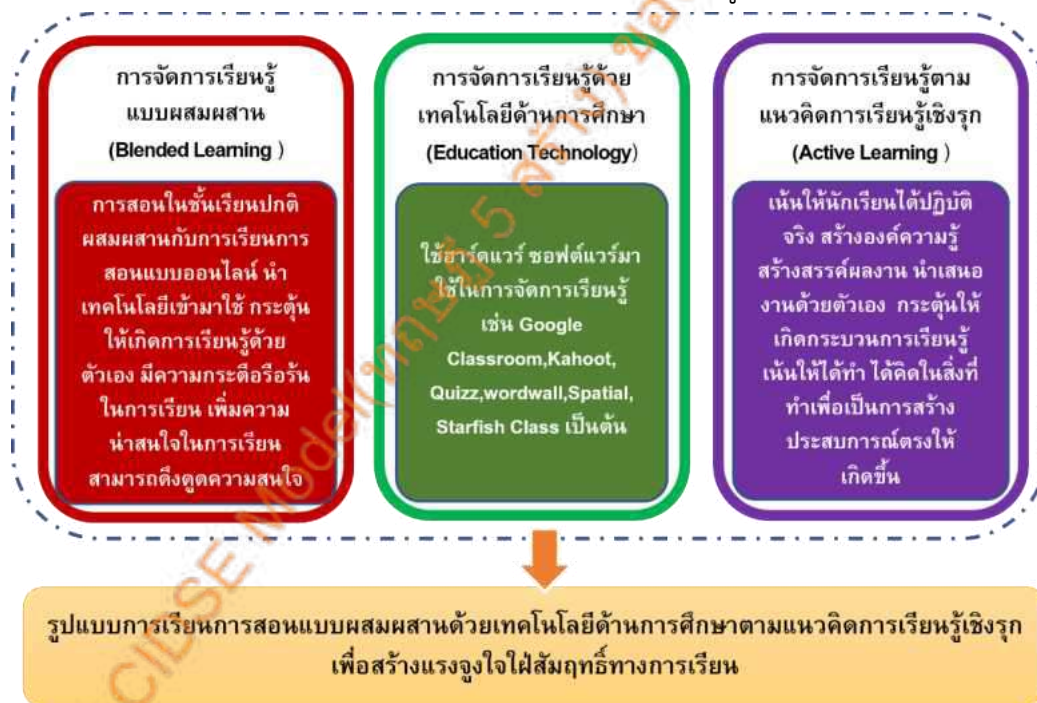 การจัดการเรียนรู้
แบบผสมผสาน
(Blended Learning )
การสอนในชั้นเรียนปกติ
ผสมผสานกับการเรียนการ
สอนแบบออนไลน์ นำ
เทคโนโลยีเข้ามาใช้ กระตุ้น
ให้เกิดการเรียนรู้ด้วย
ตัวเอง มีความกระตือรือร้น
ในการเรียน เพิ่มความ
น่าสนใจในการเรียน
สามารถดึงดูดความสนใจ
การจัดการเรียนรู้ด้วย
เทคโนโลยีด้านการศึกษา
(Education Technology)
ใช้ฮาร์ดแวร์ ซอฟต์แวร์มา
ใช้ในการจัดการเรียนรู้
เช่น Google
Classroom,Kahoot,
Quizz,wordwall,Spatial,
Starfish Class เป็นต้น
การจัดการเรียนรู้ตาม
แนวคิดการเรียนรู้เชิงรุก
(Active Learning )
เน้นให้นักเรียนได้ปฏิบัติ
จริง สร้างองค์ความรู้
สร้างสรรค์ผลงาน นำเสนอ
งานด้วยตัวเอง กระตุ้นให้
เกิดกระบวนการเรียนรู้
เน้นให้ได้ทำ ได้คิดในสิ่งที่
ทำเพื่อเป็นการสร้าง
ประสบการณ์ตรงให้
เกิดขึ้น
รูปแบบการเรียนการสอนแบบผสมผสานด้วยเทคโนโลยีด้านการศึกษาตามแนวคิดการเรียนรู้เชิงรุก
เพื่อสร้างแรงจูงใจใฝ่สัมฤทธิ์ทางการเรียน
CIDSE Model(ทฤษฎี 5 สร้าง)